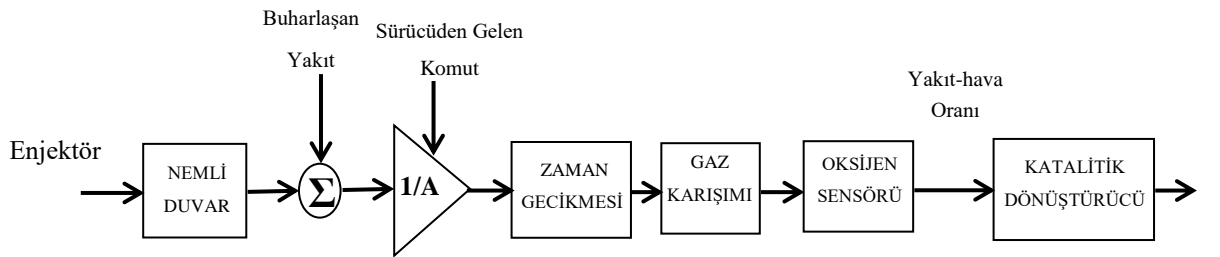 Buharlaşan
Yakıt
Sürücüden Gelen
Komut
Yakıt-hava
Oranı
Enjektör
NEMLİ
DUVAR
Σ
1/A
ZAMAN
GECİKMESİ
GAZ
KARIŞIMI
OKSİJEN
SENSÖRÜ
KATALİTİK
DÖNÜŞTÜRÜCÜ